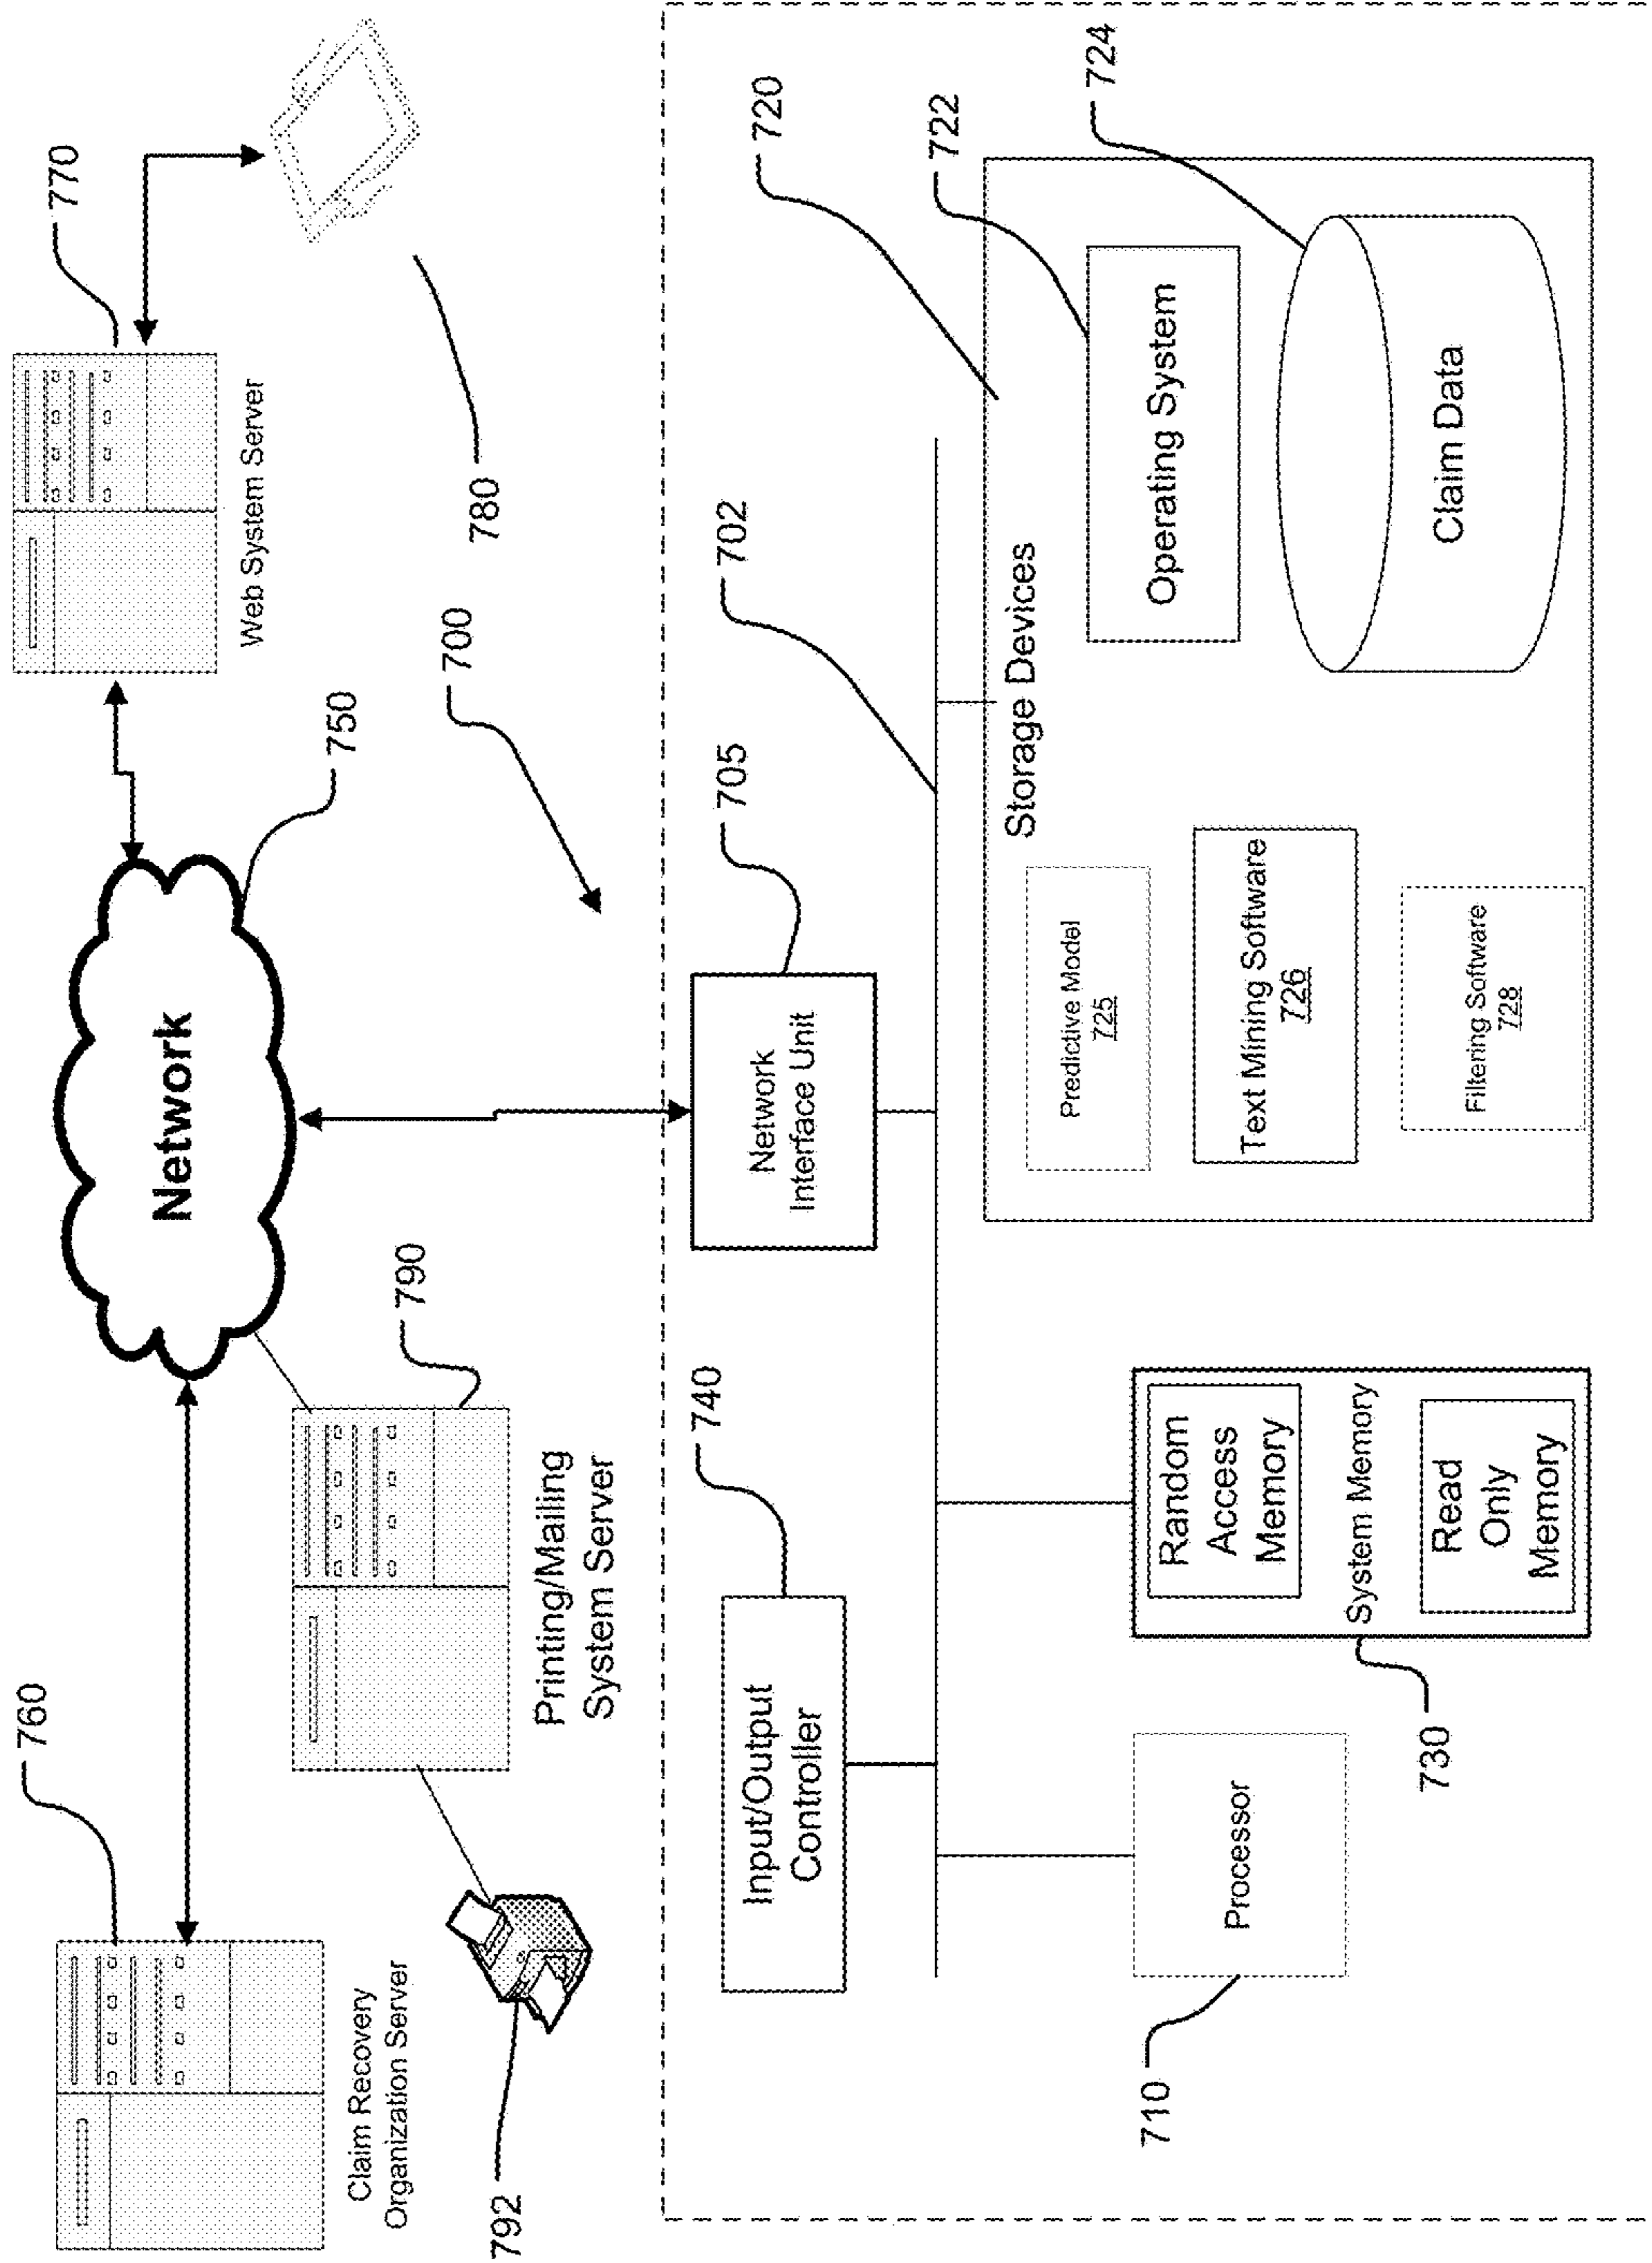 760
Claim Recovery
Organization Server
792
Printing/Mailing
System Server
790
Network
750
770
Web System Server
780
700
740
Input/Output
Controller
Network
Interface Unit
705
702
720
722
724
710
Processor
730
Random
Access
Memory
System Memory
Read
Only
Memory
Storage Devices
Predictive Model
725
Text Mining Software
726
Filtering Software
728
Operating System
Claim Data